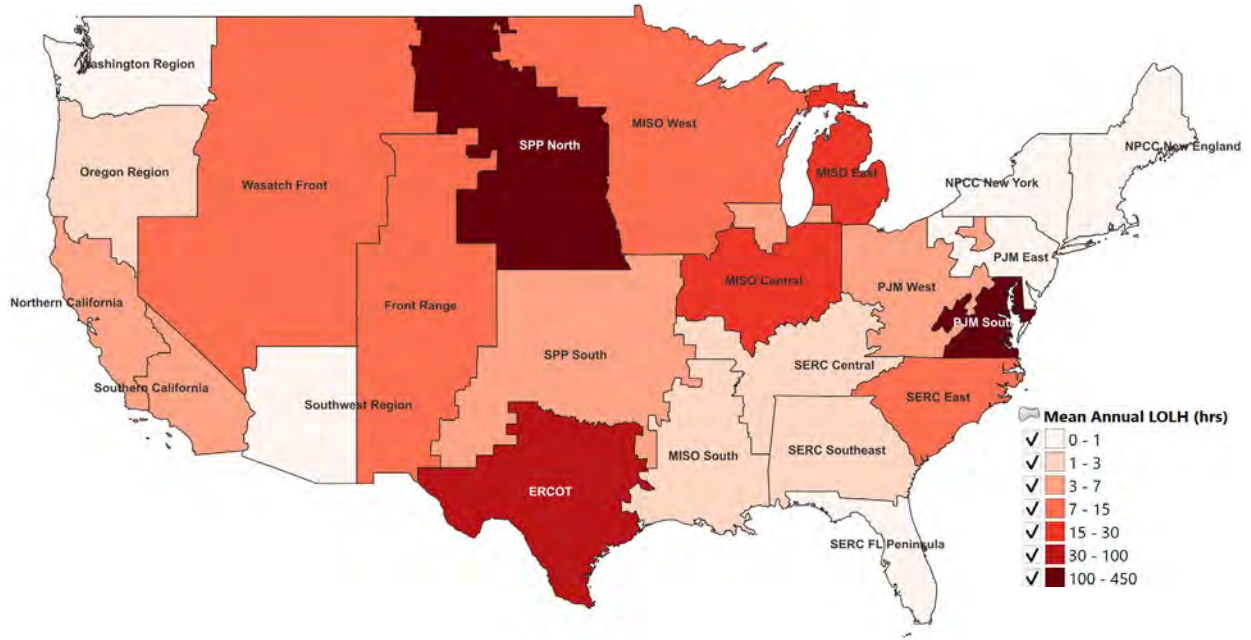 Washington Region
MISO West
SPP North
NPCC New England
Oregon Region
MISO East
Wasatch Front
NPCC New York
PJM East
MISO Central
PJM West
Northern California
Front Range
PJM South
SPP South
SERC Central
Southern California
SERC East
Southwest Region
Mean Annual LOLH (hrs)
0 - 1
SERC Southeast
MISO South
1 - 3
3 - 7
ERCOT
7 - 15
15 - 30
SERC FL Peninsula
30 - 100
100 - 450